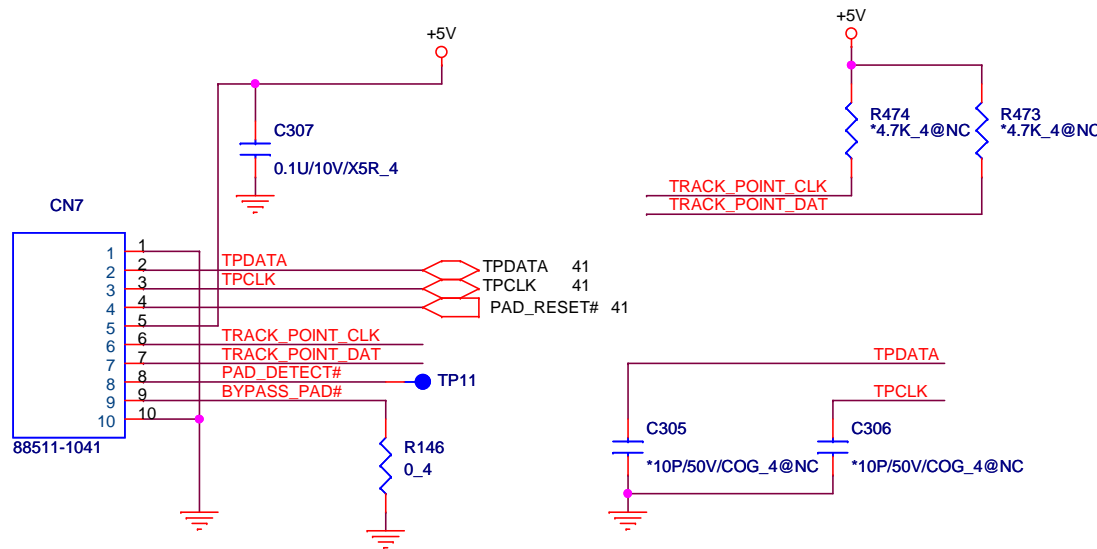 +5V
+5V
C307
0.1U/10V/X5R_4
R474
*4.7K_4@NC
R473
*4.7K_4@NC
TRACK_POINT_CLK
TRACK_POINT_DAT
CN7
1 1
2 2 TPDATA TPDATA 41
3 3 TPCLK TPCLK 41
4 4 PAD_RESET# 41
5 5
6 6 TRACK_POINT_CLK
7 7 TRACK_POINT_DAT
8 8 PAD_DETECT# TP11
9 9 BYPASS_PAD#
10 10
88511-1041
R146
0_4
TPDATA
TPCLK
C305
*10P/50V/COG_4@NC
C306
*10P/50V/COG_4@NC